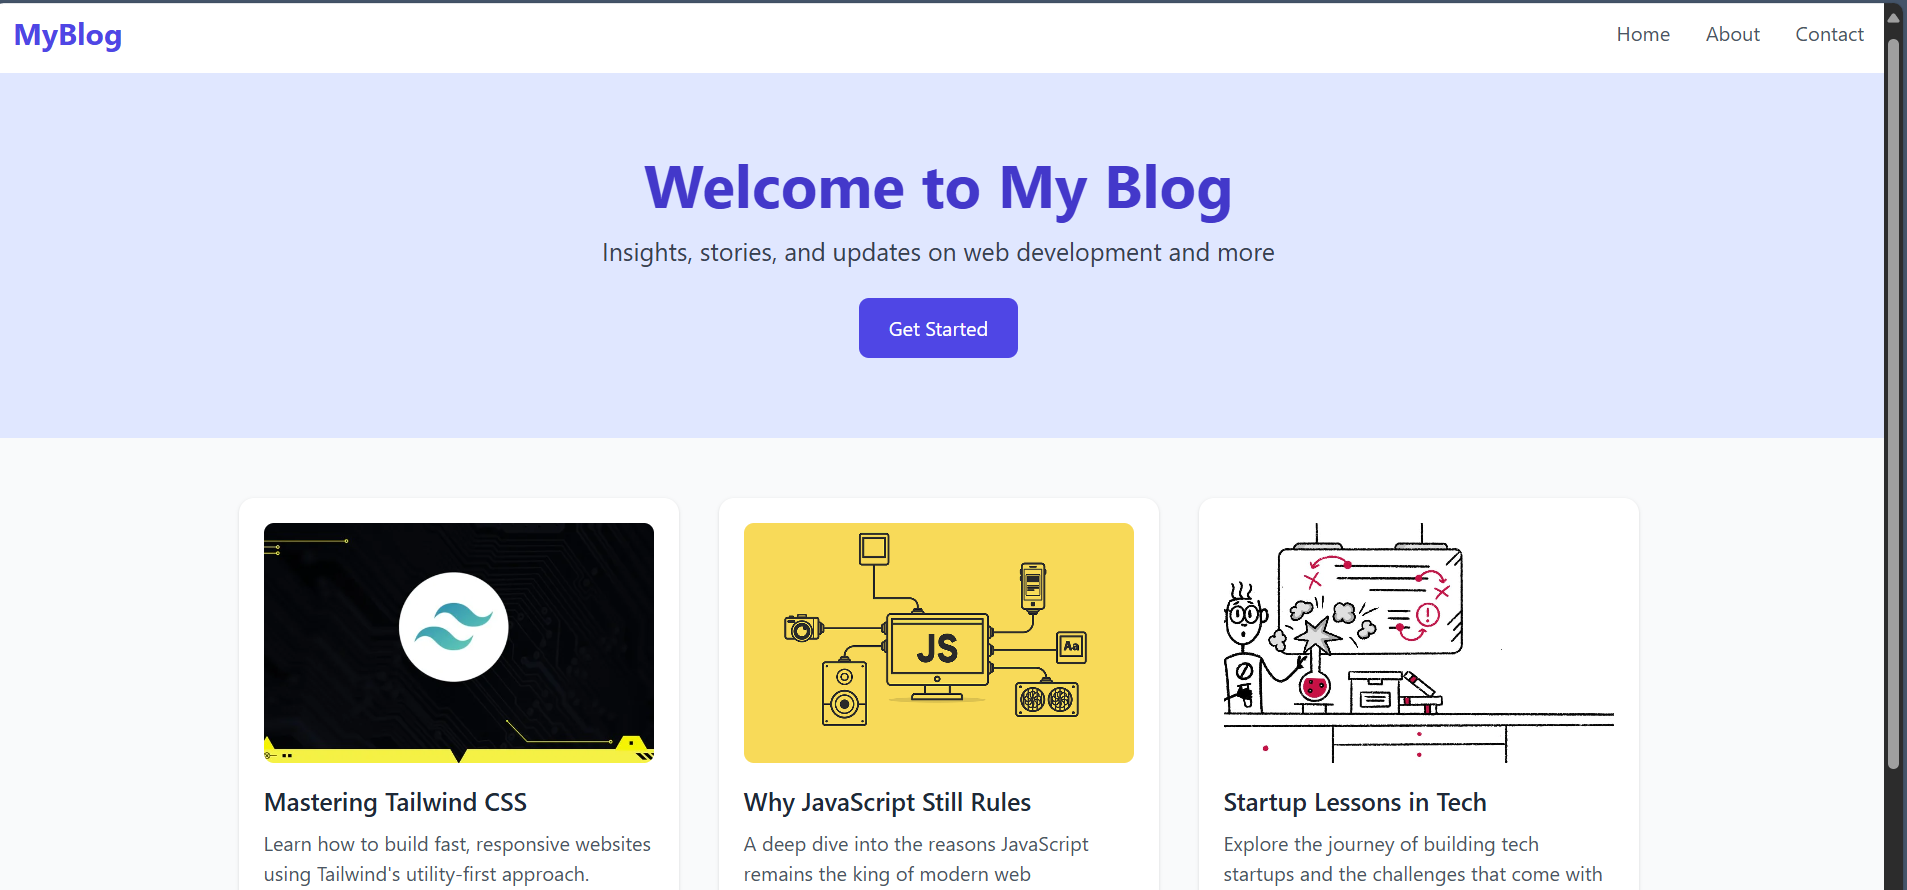 MyBlog
Home About Contact
Welcome to My Blog
Insights, stories, and updates on web development and more
Get Started
JS
Aa
Mastering Tailwind CSS
Learn how to build fast, responsive websites
using Tailwind's utility-first approach.
Why JavaScript Still Rules
A deep dive into the reasons JavaScript
remains the king of modern web
Startup Lessons in Tech
Explore the journey of building tech
startups and the challenges that come with